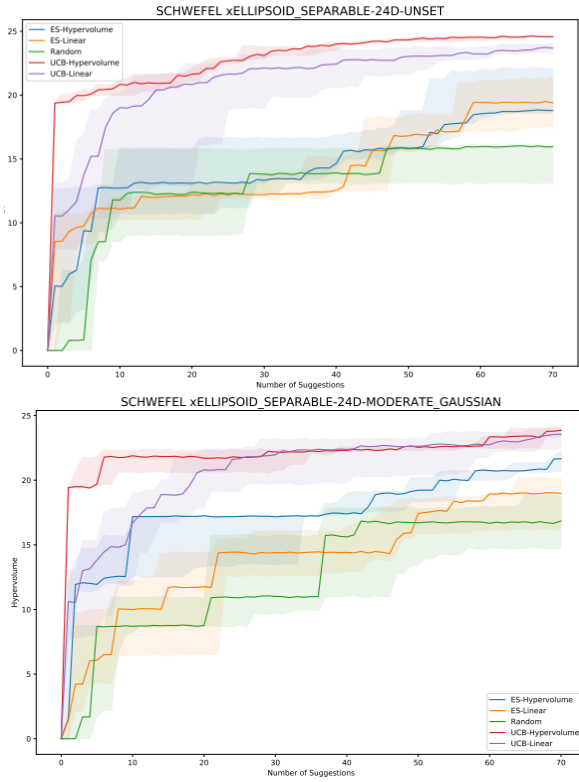 SCHWEFEL xELLIPSOID_SEPARABLE-24D-UNSET
ES-Hypervolume
ES-Linear
Random
UCB-Hypervolume
UCB-Linear
25
20
15
10
5
0
0 10 20 30 40 50 60 70
Number of Suggestions
SCHWEFEL xELLIPSOID_SEPARABLE-24D-MODERATE_GAUSSIAN
25
20
15
10
5
0
Hypervolume
ES-Hypervolume
ES-Linear
Random
UCB-Hypervolume
UCB-Linear
0 10 20 30 40 50 60 70
Number of Suggestions